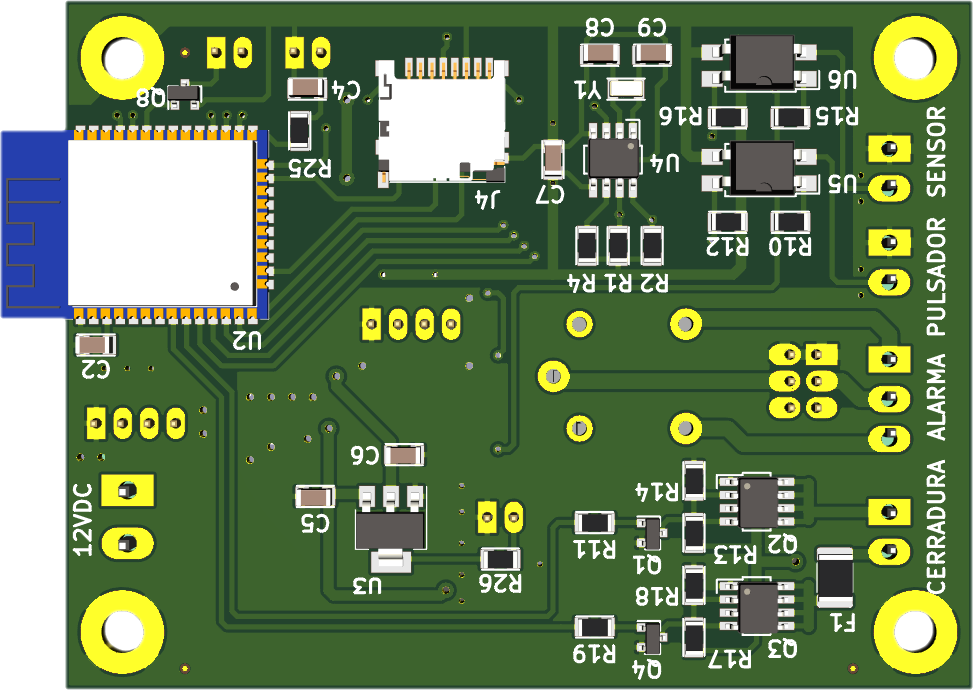 C8
C9
U6
Q8
C4
Y1
R16
R15
R25
J4
C7
U4
U5
R12
R10
R4
R1
R2
U2
C2
SENSOR
PULSADOR
ALARMA
CERRADURA
C6
C5
U3
12VDC
R26
R14
R11
Q1
R13
Q2
R18
F1
R19
Q4
R17
Q3